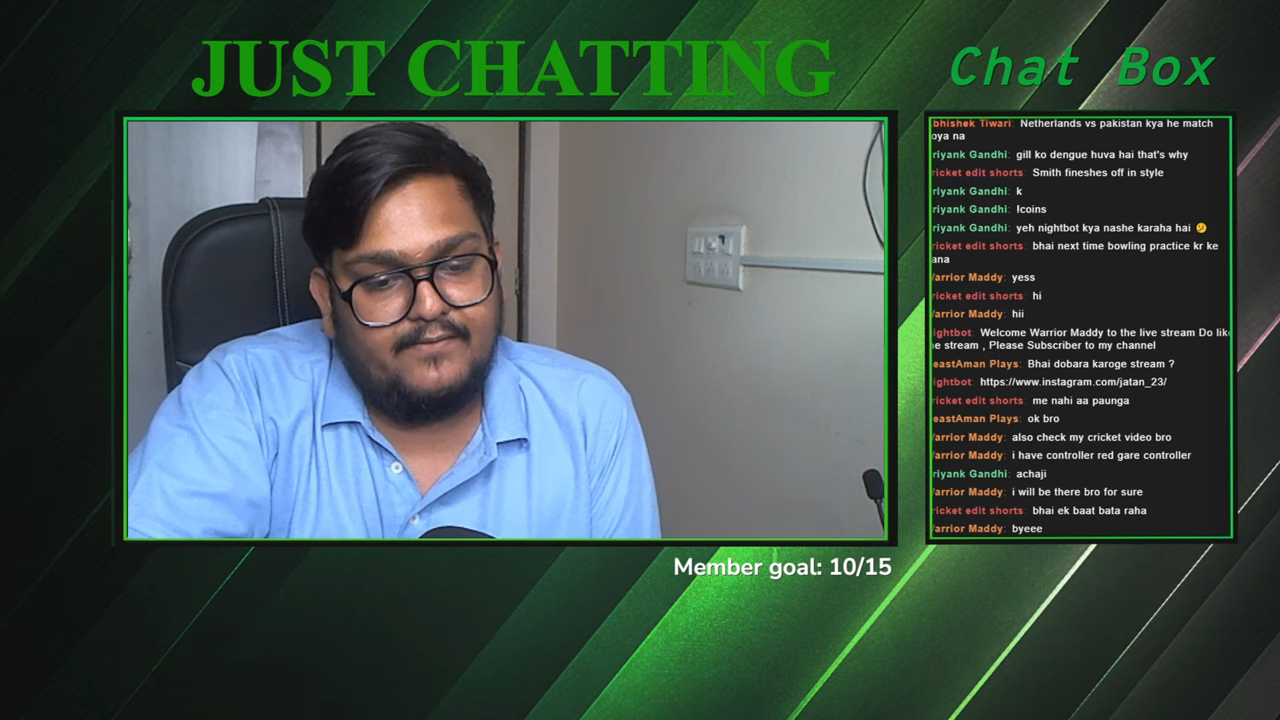 JUST CHATTING
Chat Box
bhishek Tiwari: Netherlands vs pakistan kya he match
oya na
riyank Gandhi: gill ko dengue huva hai that's why
ricket edit shorts: Smith fineshes off in style
riyank Gandhi: k
riyank Gandhi: !coins
riyank Gandhi: yeh nightbot kya nashe karaha hai 😕
ricket edit shorts: bhai next time bowling practice kr ke
ana
arrior Maddy: yess
ricket edit shorts: hi
arrior Maddy: hii
ightbot: Welcome Warrior Maddy to the live stream Do lik
e stream , Please Subscriber to my channel
eastAman Plays: Bhai dobara karoge stream ?
ightbot: https://www.instagram.com/jatan_23/
ricket edit shorts: me nahi aa paunga
eastAman Plays: ok bro
arrior Maddy: also check my cricket video bro
arrior Maddy: i have controller red gare controller
riyank Gandhi: achaji
arrior Maddy: i will be there bro for sure
ricket edit shorts: bhai ek baat bata raha
arrior Maddy: byeee
Member goal: 10/15